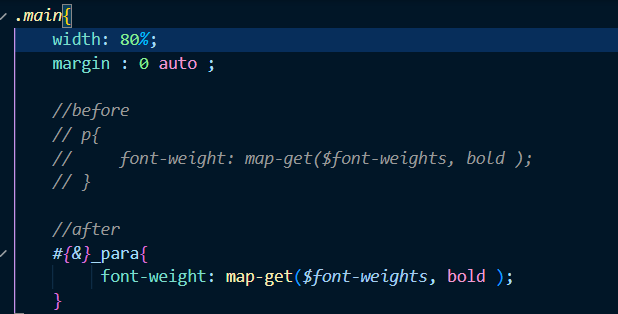 .main{
width: 80%;
margin : 0 auto ;
//before
// p{
//     font-weight: map-get($font-weights, bold );
// }
//after
#{&}_para{
font-weight: map-get($font-weights, bold );
}